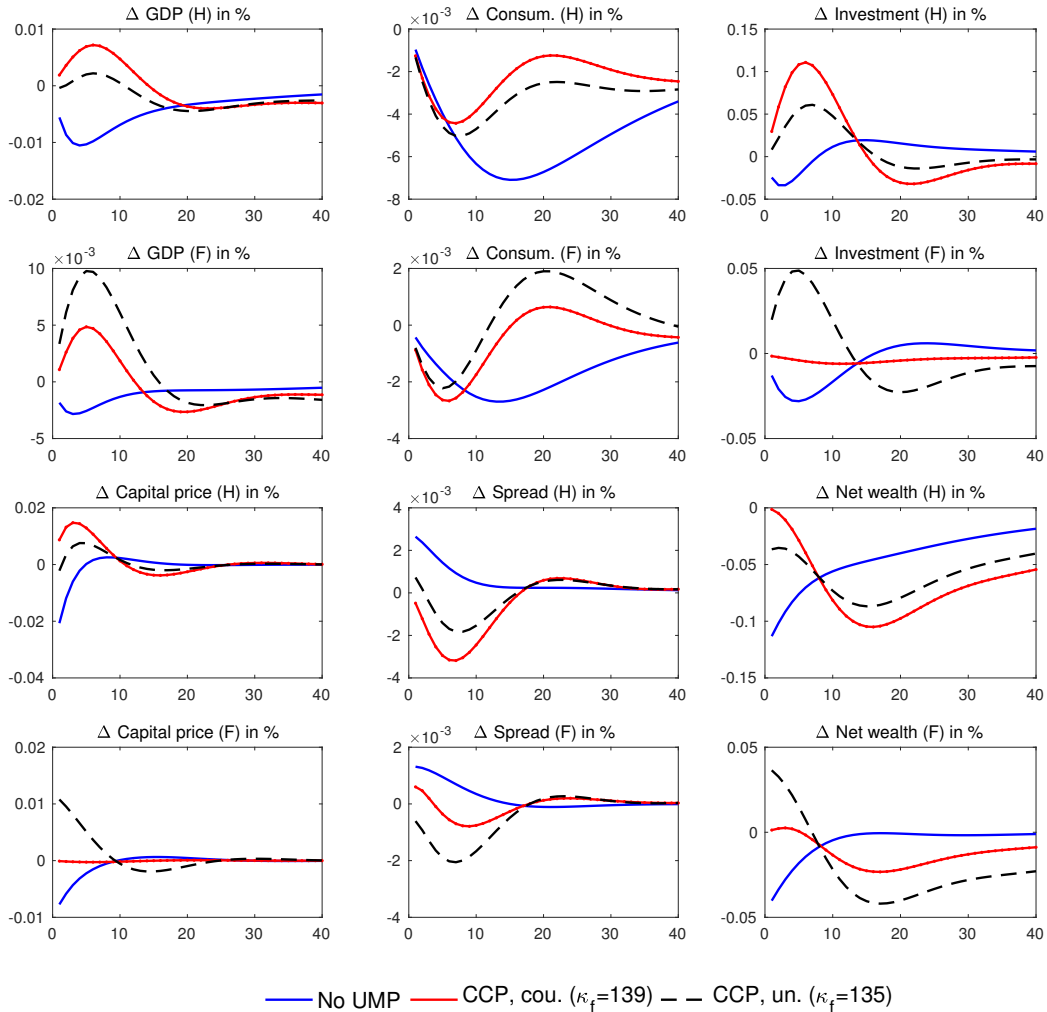 Δ GDP (H) in %
0.01
0
-0.01
-0.02
0 10 20 30 40
Δ Consum. (H) in %
×10⁻³
0
-2
-4
-6
-8
0 10 20 30 40
Δ Investment (H) in %
0.15
0.1
0.05
0
-0.05
0 10 20 30 40
Δ GDP (F) in %
×10⁻³
10
5
0
-5
0 10 20 30 40
Δ Consum. (F) in %
×10⁻³
2
0
-2
-4
0 10 20 30 40
Δ Investment (F) in %
0.05
0
-0.05
0 10 20 30 40
Δ Capital price (H) in %
0.02
0
-0.02
-0.04
0 10 20 30 40
Δ Spread (H) in %
×10⁻³
4
2
0
-2
-4
0 10 20 30 40
Δ Net wealth (H) in %
0
-0.05
-0.1
-0.15
0 10 20 30 40
Δ Capital price (F) in %
0.02
0.01
0
-0.01
0 10 20 30 40
Δ Spread (F) in %
×10⁻³
2
0
-2
-4
0 10 20 30 40
Δ Net wealth (F) in %
0.05
0
-0.05
0 10 20 30 40
No UMP CCP, cou. (κ_f=139) CCP, un. (κ_f=135)